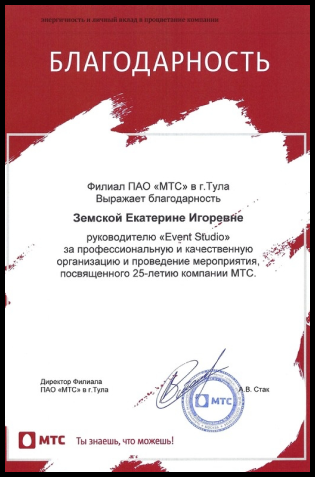 энергичность и личный вклад в процветание компании
БЛАГОДАРНОСТЬ
Филиал ПАО «МТС» в г.Тула
Выражает благодарность
Земской Екатерине Игоревне
руководителю «Event Studio»
за профессиональную и качественную
организацию и проведение мероприятия,
посвященного 25-летию компании МТС.
Директор Филиала
ПАО «МТС» в г.Тула
А.В. Стак
МТС
МТС
Ты знаешь, что можешь!